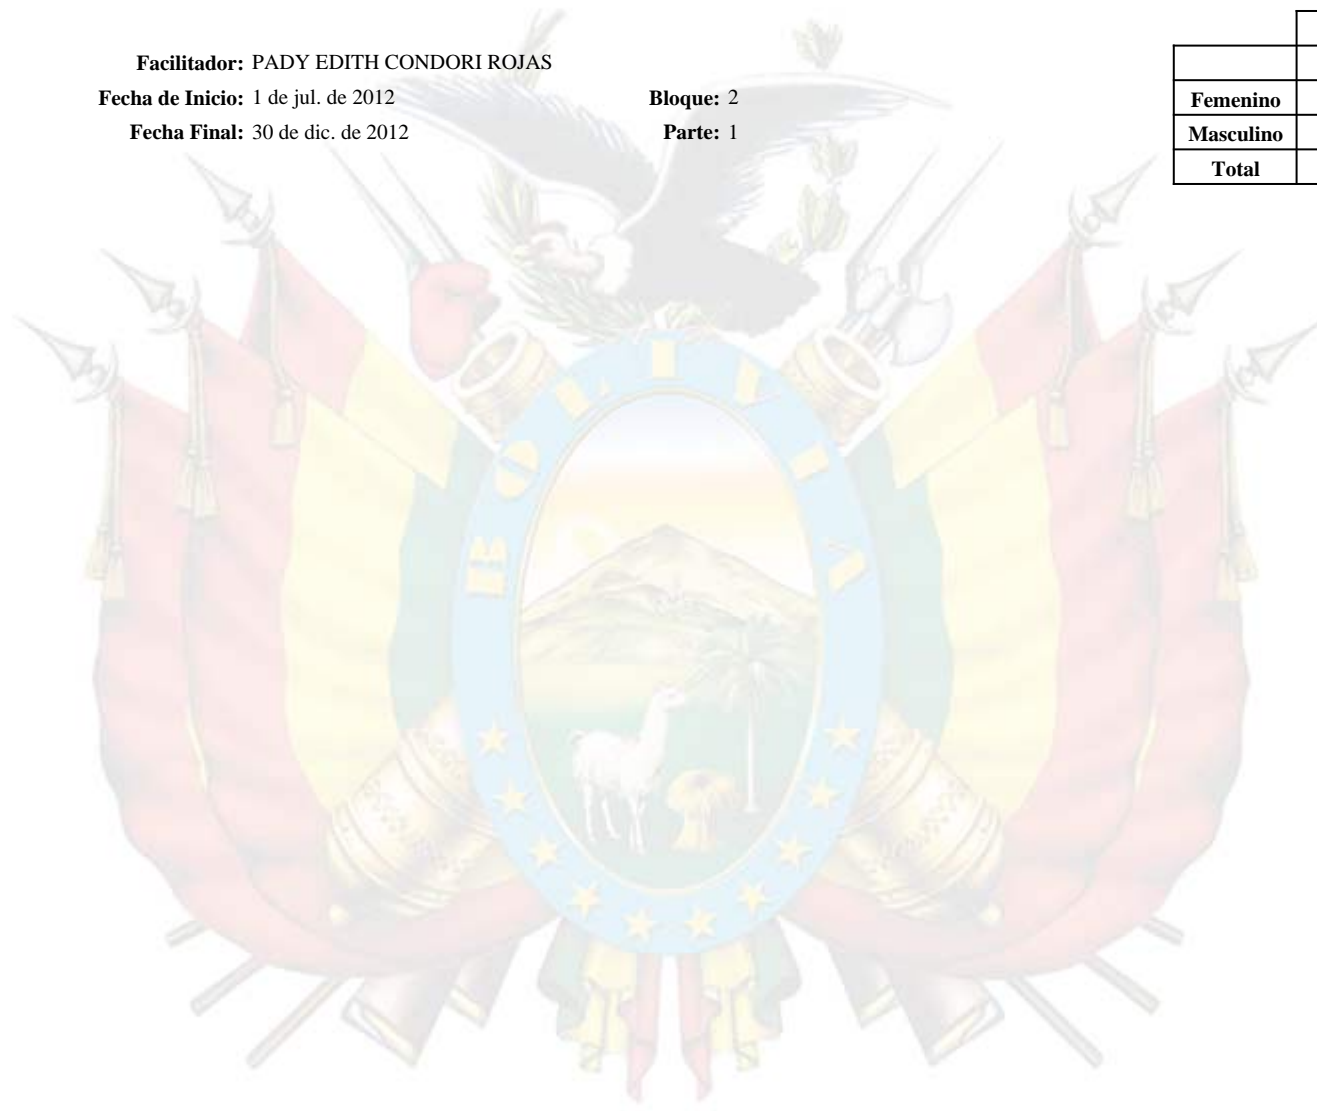 Facilitador: PADY EDITH CONDORI ROJAS
Fecha de Inicio: 1 de jul. de 2012 Bloque: 2
Fecha Final: 30 de dic. de 2012 Parte: 1
Femenino
Masculino
Total
BOLIVIA